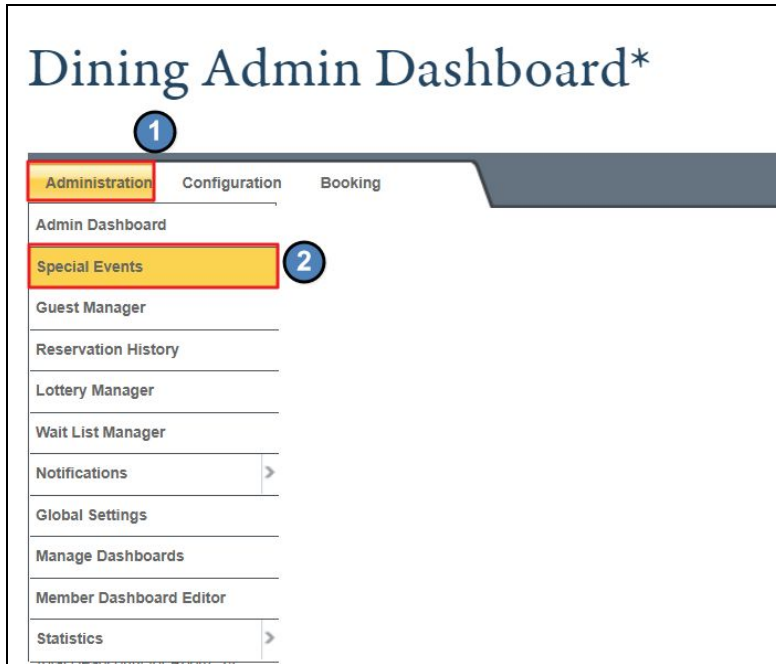 Dining Admin Dashboard*
1
Administration Configuration Booking
Admin Dashboard
Special Events
2
Guest Manager
Reservation History
Lottery Manager
Wait List Manager
Notifications
Global Settings
Manage Dashboards
Member Dashboard Editor
Statistics